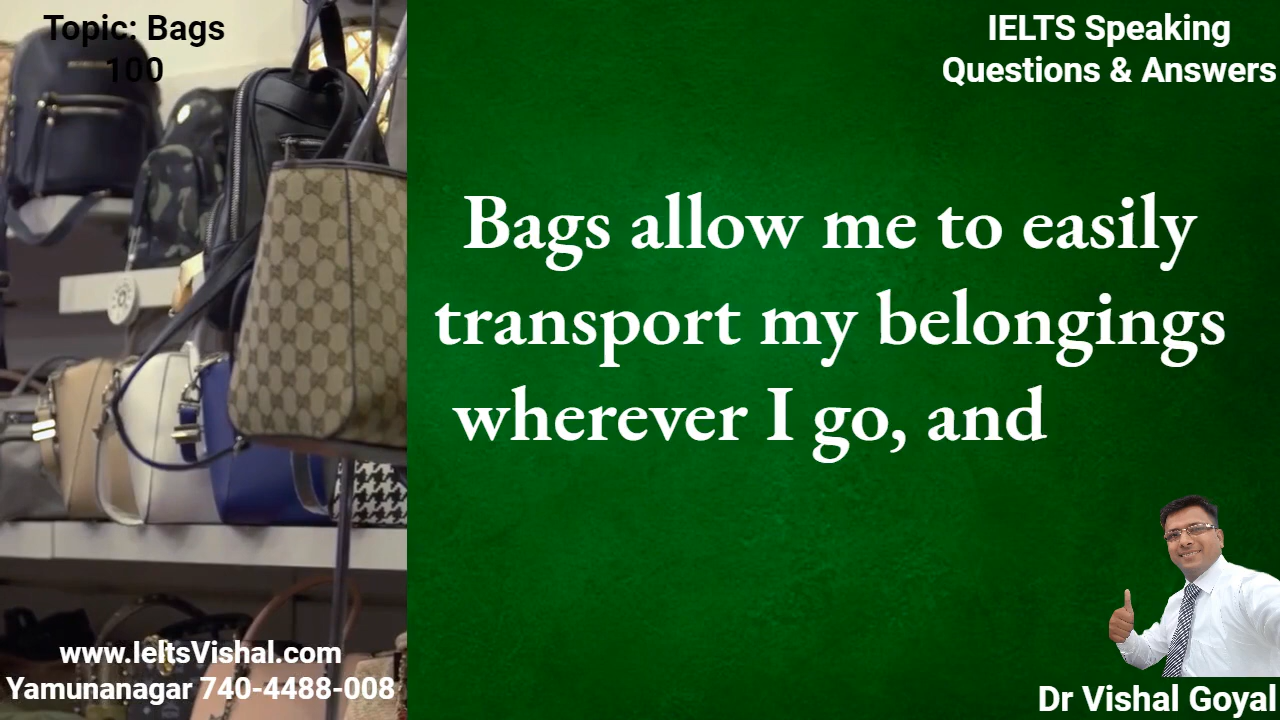 Topic: Bags
100
IELTS Speaking
Questions & Answers
Bags allow me to easily
transport my belongings
wherever I go, and
www.IeltsVishal.com
Yamunanagar 740-4488-008
Dr Vishal Goyal